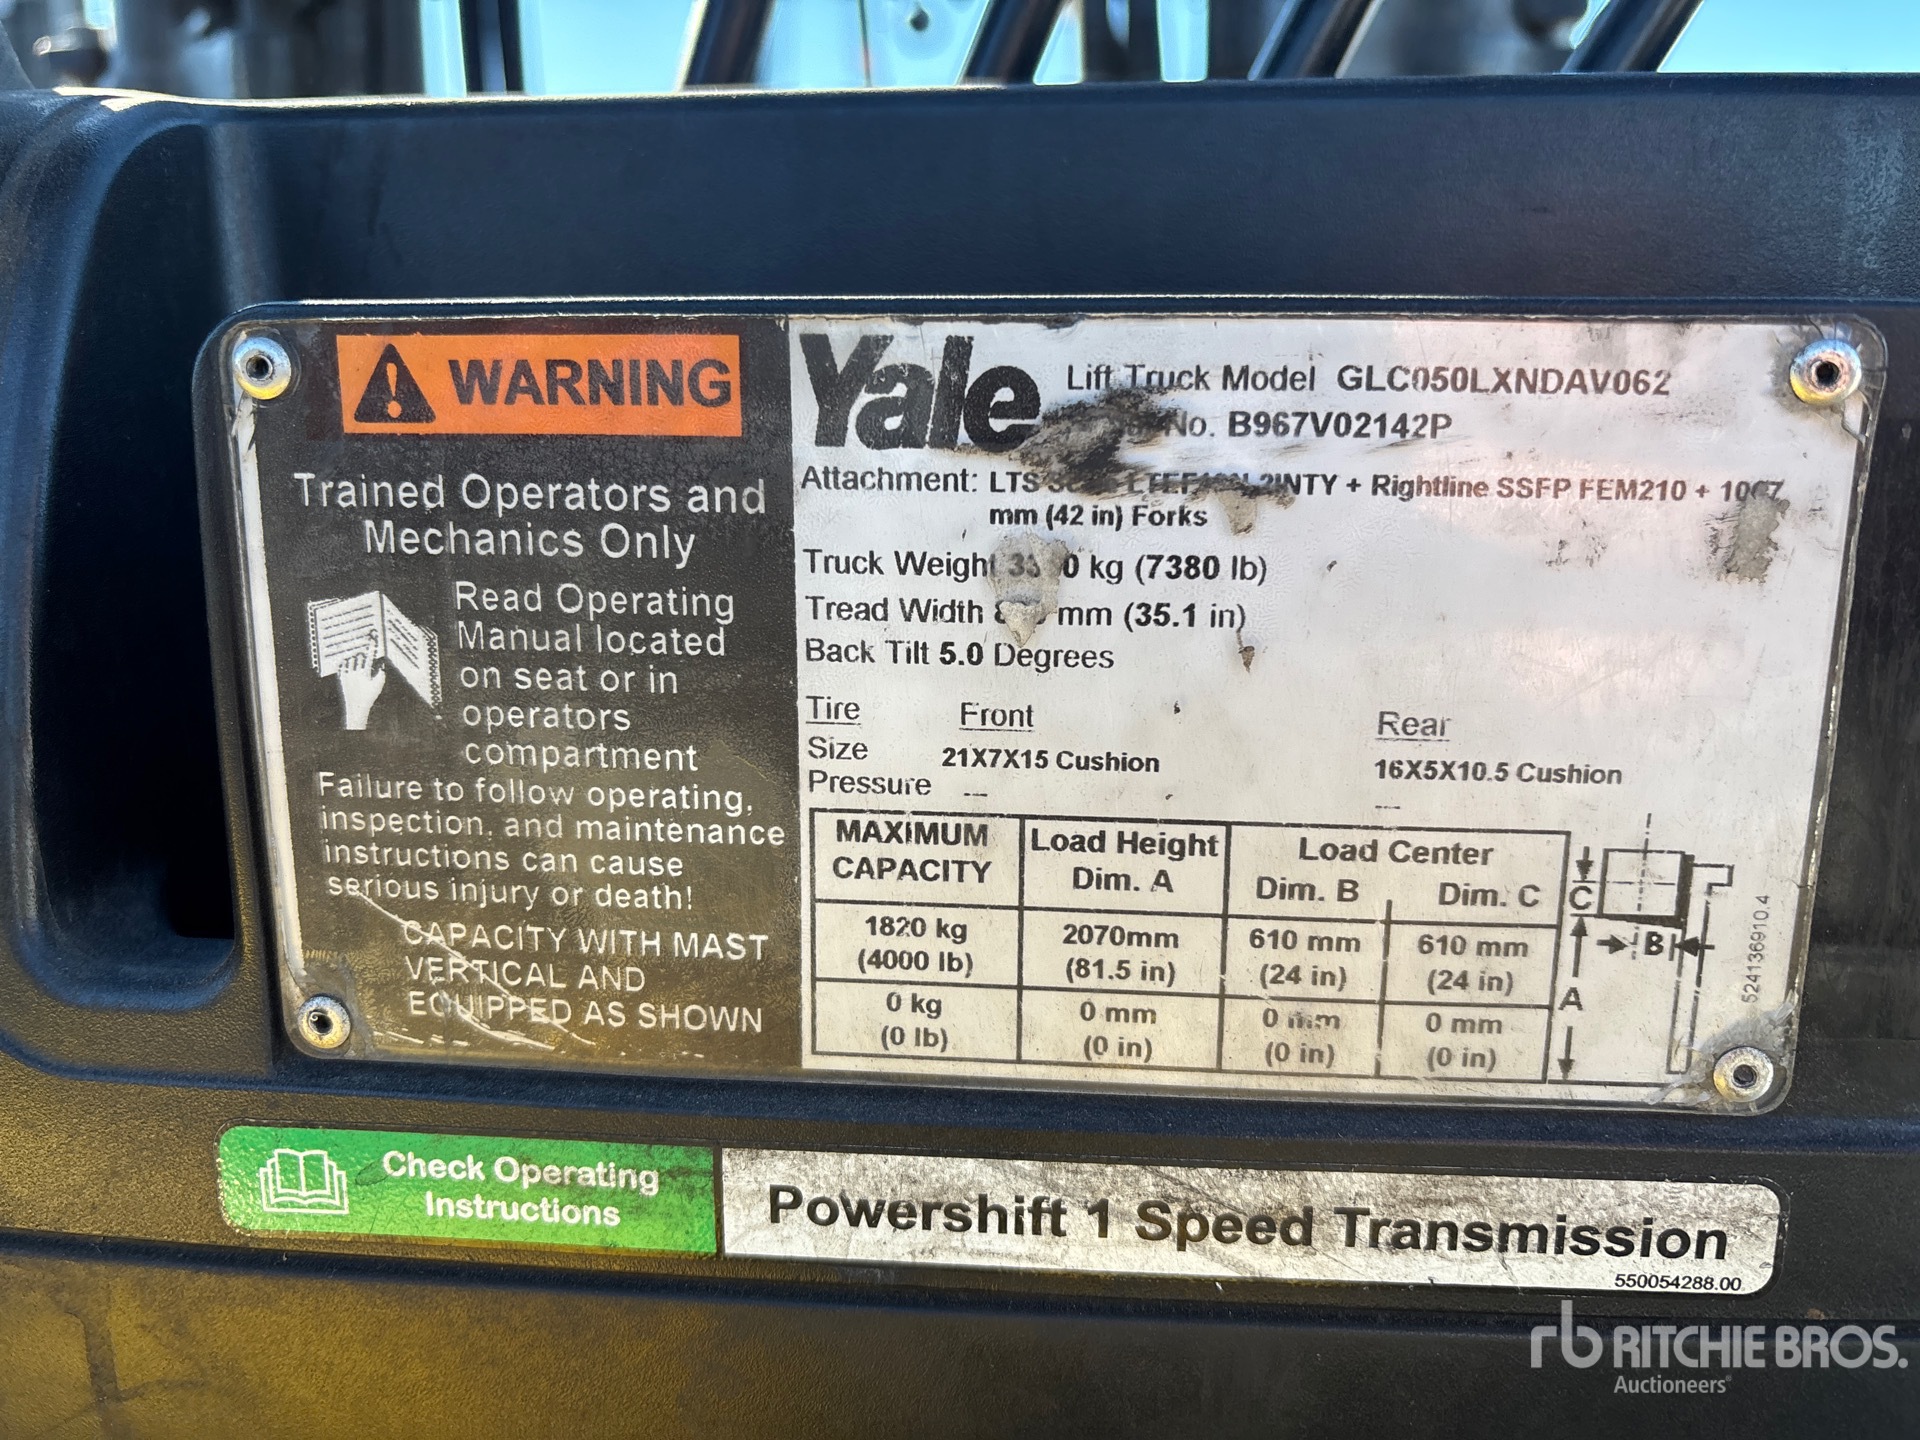 WARNING
Trained Operators and
Mechanics Only
Read Operating
Manual located
on seat or in
operators
compartment
Failure to follow operating,
inspection, and maintenance
instructions can cause
serious injury or death!
CAPACITY WITH MAST
VERTICAL AND
EQUIPPED AS SHOWN
Yale
Lift Truck Model GLC050LXNDAV062
No. B967V02142P
Attachment: LTS + Rightline SSFP FEM210 +
mm (42 in) Forks
Truck Weight kg (7380 lb)
Tread Width mm (35.1 in)
Back Tilt 5.0 Degrees
Tire Front Rear
Size 21X7X15 Cushion 16X5X10.5 Cushion
Pressure --- ---
MAXIMUM CAPACITY Load Height Dim. A Load Center Dim. B Dim. C
1820 kg 2070mm 610 mm 610 mm
(4000 lb) (81.5 in) (24 in) (24 in)
0 kg 0 mm 0 mm 0 mm
(0 lb) (0 in) (0 in) (0 in)
C
B
A
524136910.4
Check Operating
Instructions
Powershift 1 Speed Transmission
550054288.00
rb RITCHIE BROS.
Auctioneers